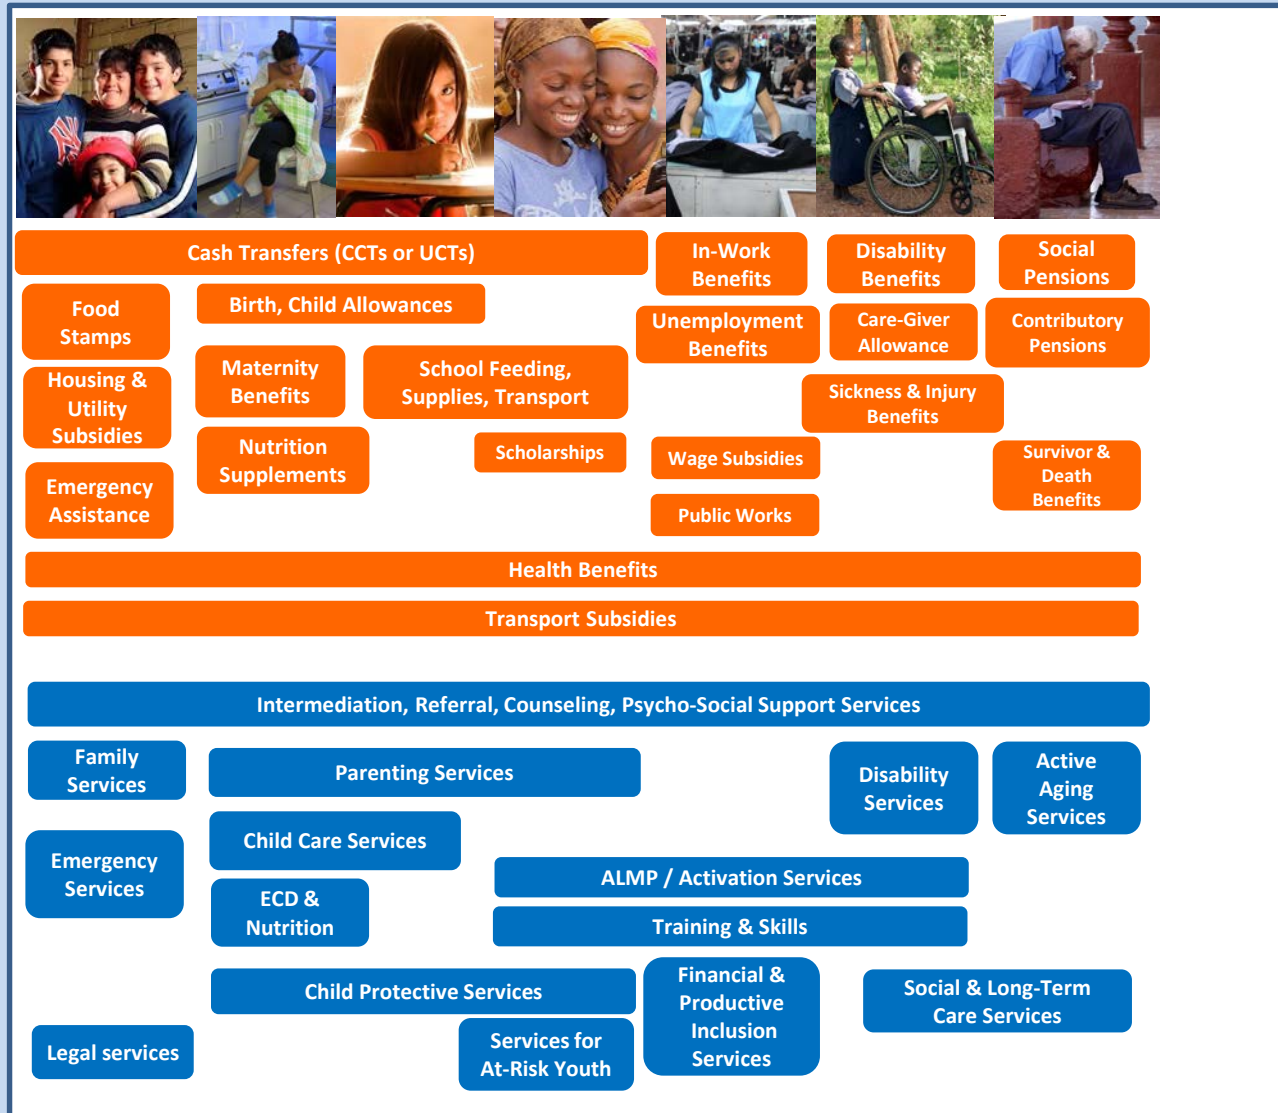 Cash Transfers (CCTs or UCTs)
In-Work
Benefits
Disability
Benefits
Social
Pensions
Food
Stamps
Birth, Child Allowances
Unemployment
Benefits
Care-Giver
Allowance
Contributory
Pensions
Housing &
Utility
Subsidies
Maternity
Benefits
School Feeding,
Supplies, Transport
Sickness & Injury
Benefits
Nutrition
Supplements
Scholarships
Wage Subsidies
Survivor &
Death
Benefits
Emergency
Assistance
Public Works
Health Benefits
Transport Subsidies
Intermediation, Referral, Counseling, Psycho-Social Support Services
Family
Services
Parenting Services
Disability
Services
Active
Aging
Services
Emergency
Services
Child Care Services
ALMP / Activation Services
ECD &
Nutrition
Training & Skills
Child Protective Services
Financial &
Productive
Inclusion
Services
Social & Long-Term
Care Services
Legal services
Services for
At-Risk Youth